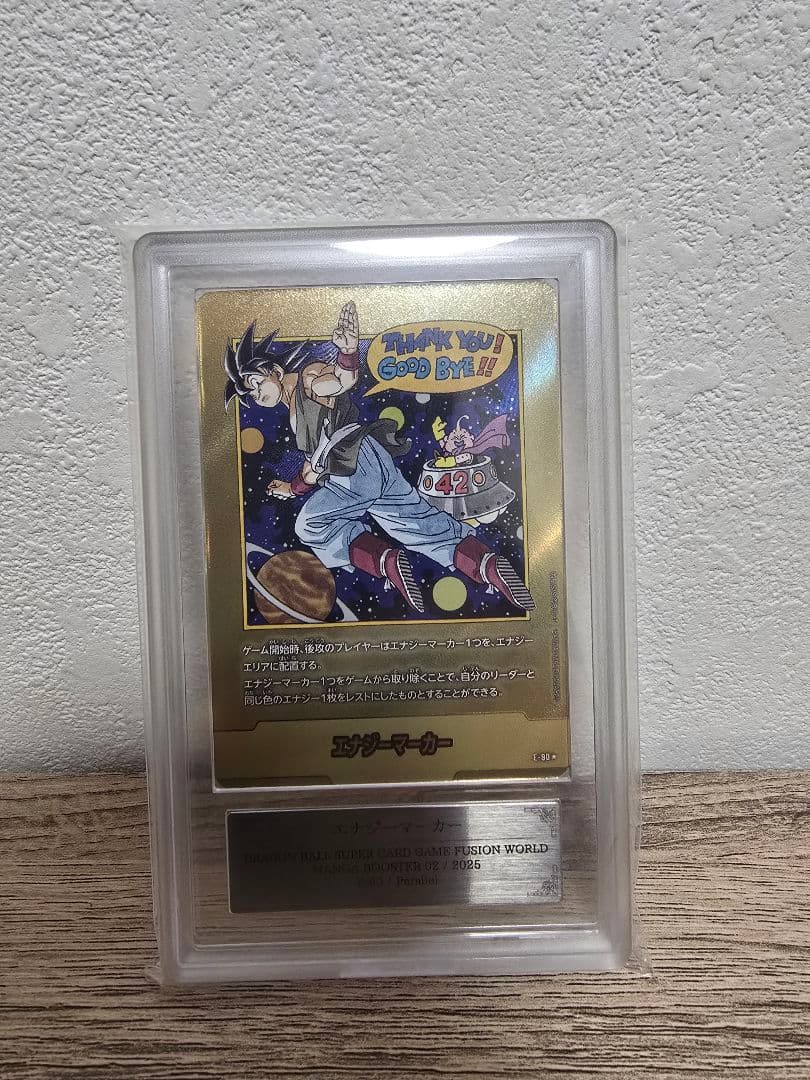 THANK YOU!
GOOD BYE!!
42
ゲーム開始時、後攻のプレイヤーはエナジーマーカー1つを、エナジー
エリアに配置する。
エナジーマーカー1つをゲームから取り除くことで、自分のリーダーと
同じ色のエナジー1枚をレストにしたものとすることができる。
エナジーマーカー
E-90★
エナジーマーカー
DRAGON BALL SUPER CARD GAME FUSION WORLD
MANGA BOOSTER 02 / 2025
/ Parallel